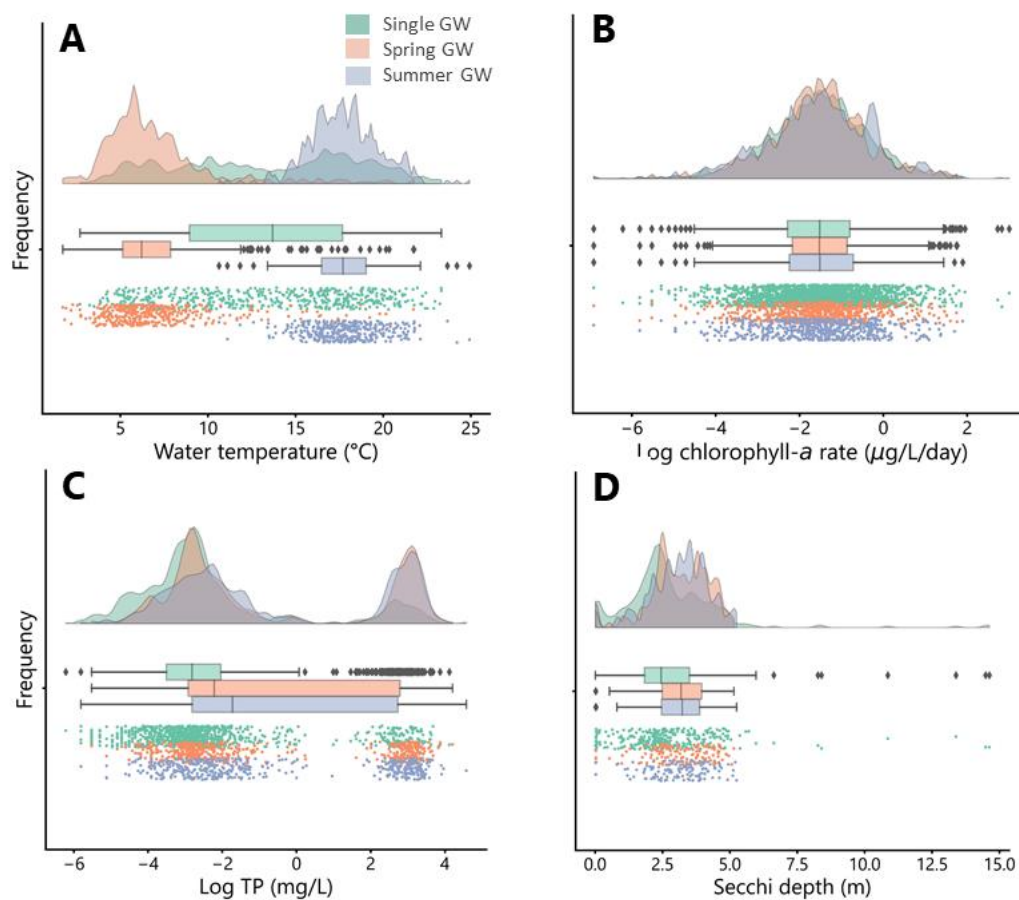 A
Single GW
Spring GW
Summer GW
Frequency
5 10 15 20 25
Water temperature (°C)
B
−6 −4 −2 0 2
Log chlorophyll-a rate (μg/L/day)
C
Frequency
−6 −4 −2 0 2 4
Log TP (mg/L)
D
0.0 2.5 5.0 7.5 10.0 12.5 15.0
Secchi depth (m)